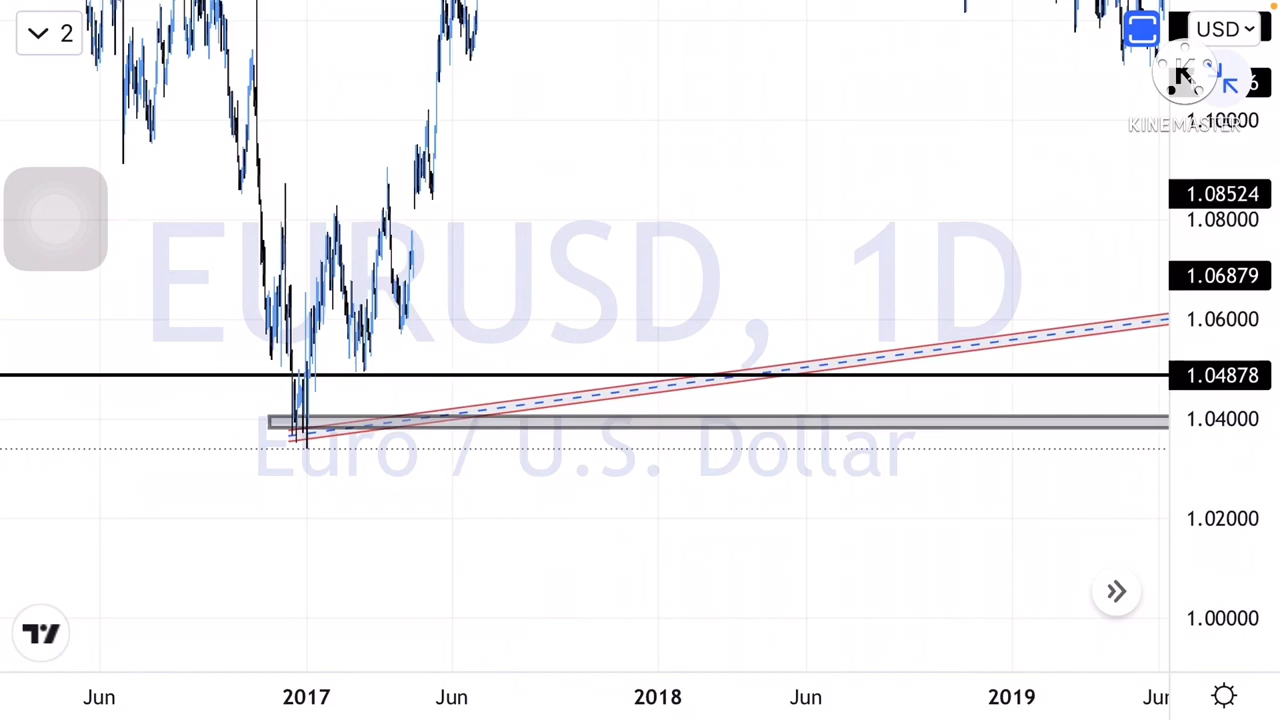 2
USD
6
KINEMASTER
1.10000
1.08524
1.08000
1.06879
1.06000
1.04878
1.04000
1.02000
1.00000
EURUSD, 1D
Euro / U.S. Dollar
Jun
2017
Jun
2018
Jun
2019